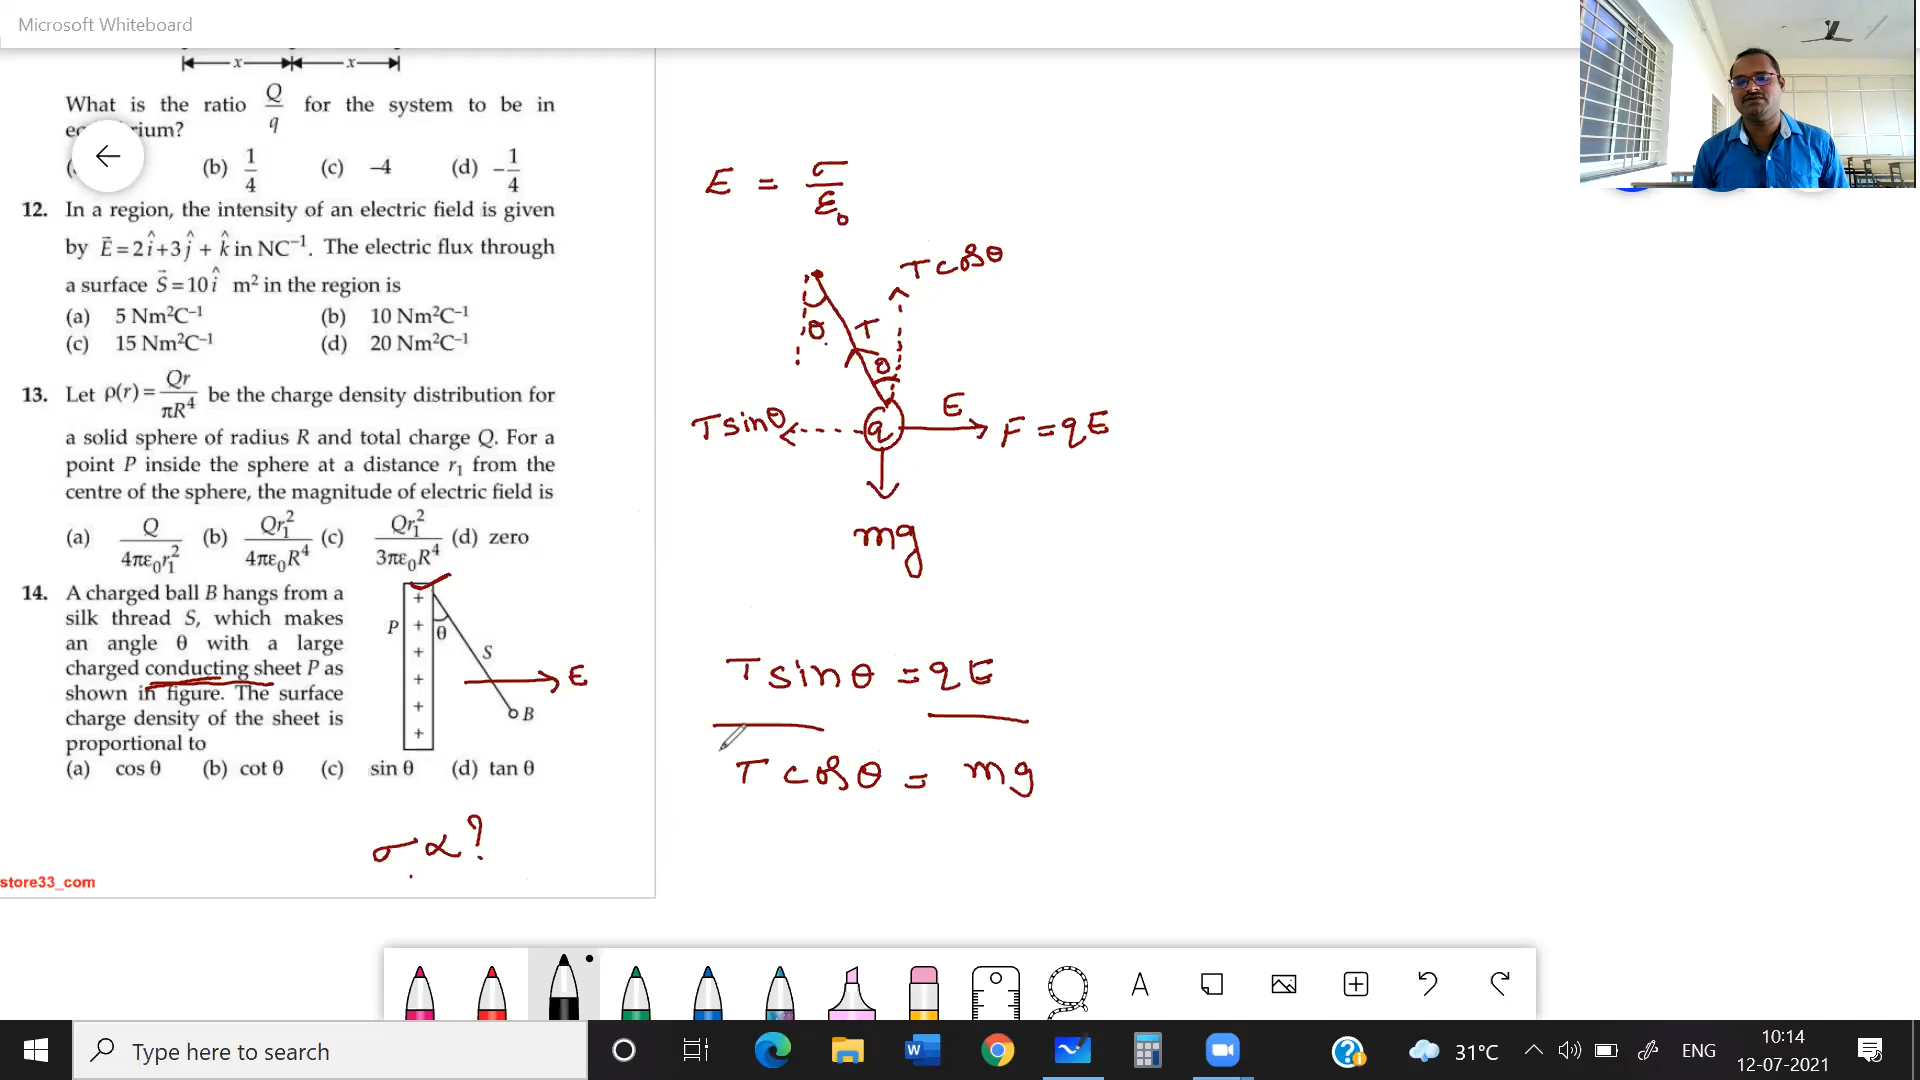 Microsoft Whiteboard
x x
What is the ratio Q/q for the system to be in
(b) 1/4 (c) –4 (d) –1/4
12. In a region, the intensity of an electric field is given
by E⃗ = 2î + 3ĵ + k̂ in NC⁻¹. The electric flux through
a surface S⃗ = 10î m² in the region is
(a) 5 Nm²C⁻¹ (b) 10 Nm²C⁻¹
(c) 15 Nm²C⁻¹ (d) 20 Nm²C⁻¹
13. Let ρ(r) = Qr/πR⁴ be the charge density distribution for
a solid sphere of radius R and total charge Q. For a
point P inside the sphere at a distance r₁ from the
centre of the sphere, the magnitude of electric field is
(a) Q/4πε₀r₁² (b) Qr₁²/4πε₀R⁴ (c) Qr₁²/3πε₀R⁴ (d) zero
14. A charged ball B hangs from a
silk thread S, which makes
an angle θ with a large
charged conducting sheet P as
shown in figure. The surface
charge density of the sheet is
proportional to
(a) cos θ (b) cot θ (c) sin θ (d) tan θ
+
P + θ
+ S
+ E
+ B
+
σ ∝ ?
store33_com
E = σ/ε₀
T cosθ
θ T
θ
T sinθ q E F = qE
mg
T sinθ = qE
T cosθ = mg
A
Type here to search
W
31°C ENG
10:14
12-07-2021